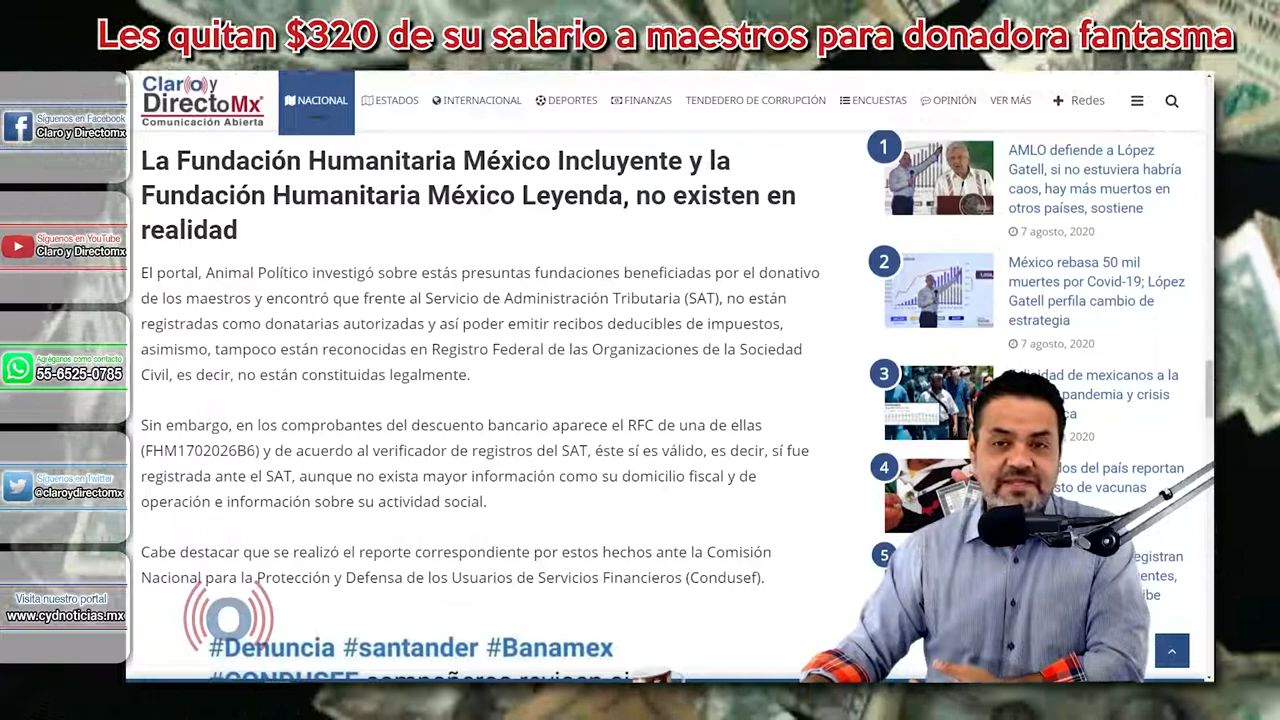 Les quitan $320 de su salario a maestros para donadora fantasma
Síguenos en Facebook
Claro y Directomx
Síguenos en YouTube
Claro y Directomx
Agréganos como contacto
55-6525-0785
Síguenos en Twitter
@claroydirectomx
Visita nuestro portal
www.cydnoticias.mx
Claro y
DirectoMx
Comunicación Abierta
NACIONAL
ESTADOS
INTERNACIONAL
DEPORTES
FINANZAS
TENDEDERO DE CORRUPCIÓN
ENCUESTAS
OPINIÓN
VER MÁS
Redes
La Fundación Humanitaria México Incluyente y la
Fundación Humanitaria México Leyenda, no existen en
realidad
El portal, Animal Político investigó sobre estás presuntas fundaciones beneficiadas por el donativo
de los maestros y encontró que frente al Servicio de Administración Tributaria (SAT), no están
registradas como donatarias autorizadas y así poder emitir recibos deducibles de impuestos,
asimismo, tampoco están reconocidas en Registro Federal de las Organizaciones de la Sociedad
Civil, es decir, no están constituidas legalmente.
Sin embargo, en los comprobantes del descuento bancario aparece el RFC de una de ellas
(FHM1702026B6) y de acuerdo al verificador de registros del SAT, éste sí es válido, es decir, sí fue
registrada ante el SAT, aunque no exista mayor información como su domicilio fiscal y de
operación e información sobre su actividad social.
Cabe destacar que se realizó el reporte correspondiente por estos hechos ante la Comisión
Nacional para la Protección y Defensa de los Usuarios de Servicios Financieros (Condusef).
#Denuncia #santander #Banamex
#CONDUSEF compañeros revisen si
1
AMLO defiende a López
Gatell, si no estuviera habría
caos, hay más muertos en
otros países, sostiene
7 agosto, 2020
2
México rebasa 50 mil
muertes por Covid-19; López
Gatell perfila cambio de
estrategia
7 agosto, 2020
3
de mexicanos a la
pandemia y crisis
2020
4
del país reportan
de vacunas
5